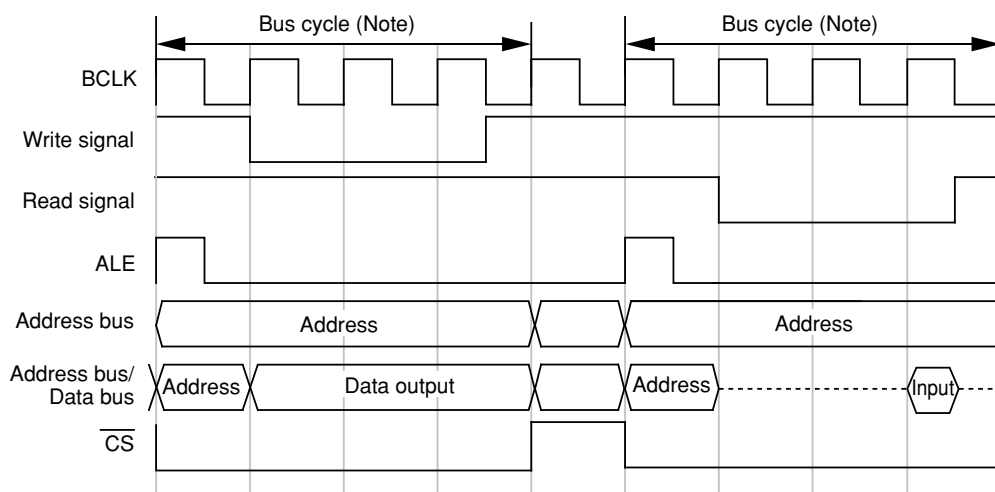 Bus cycle (Note) Bus cycle (Note)
BCLK
Write signal
Read signal
ALE
Address bus Address Address
Address bus/
Data bus Address Data output Address Input
CS